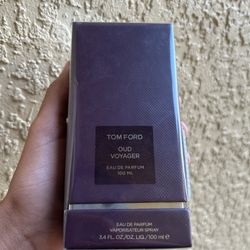 TOM FORD
OUD
VOYAGER
EAU DE PARFUM
100 ML
EAU DE PARFUM
VAPORISATEUR SPRAY
3.4 FL.OZ./OZ. LIQ./100 ml ℮